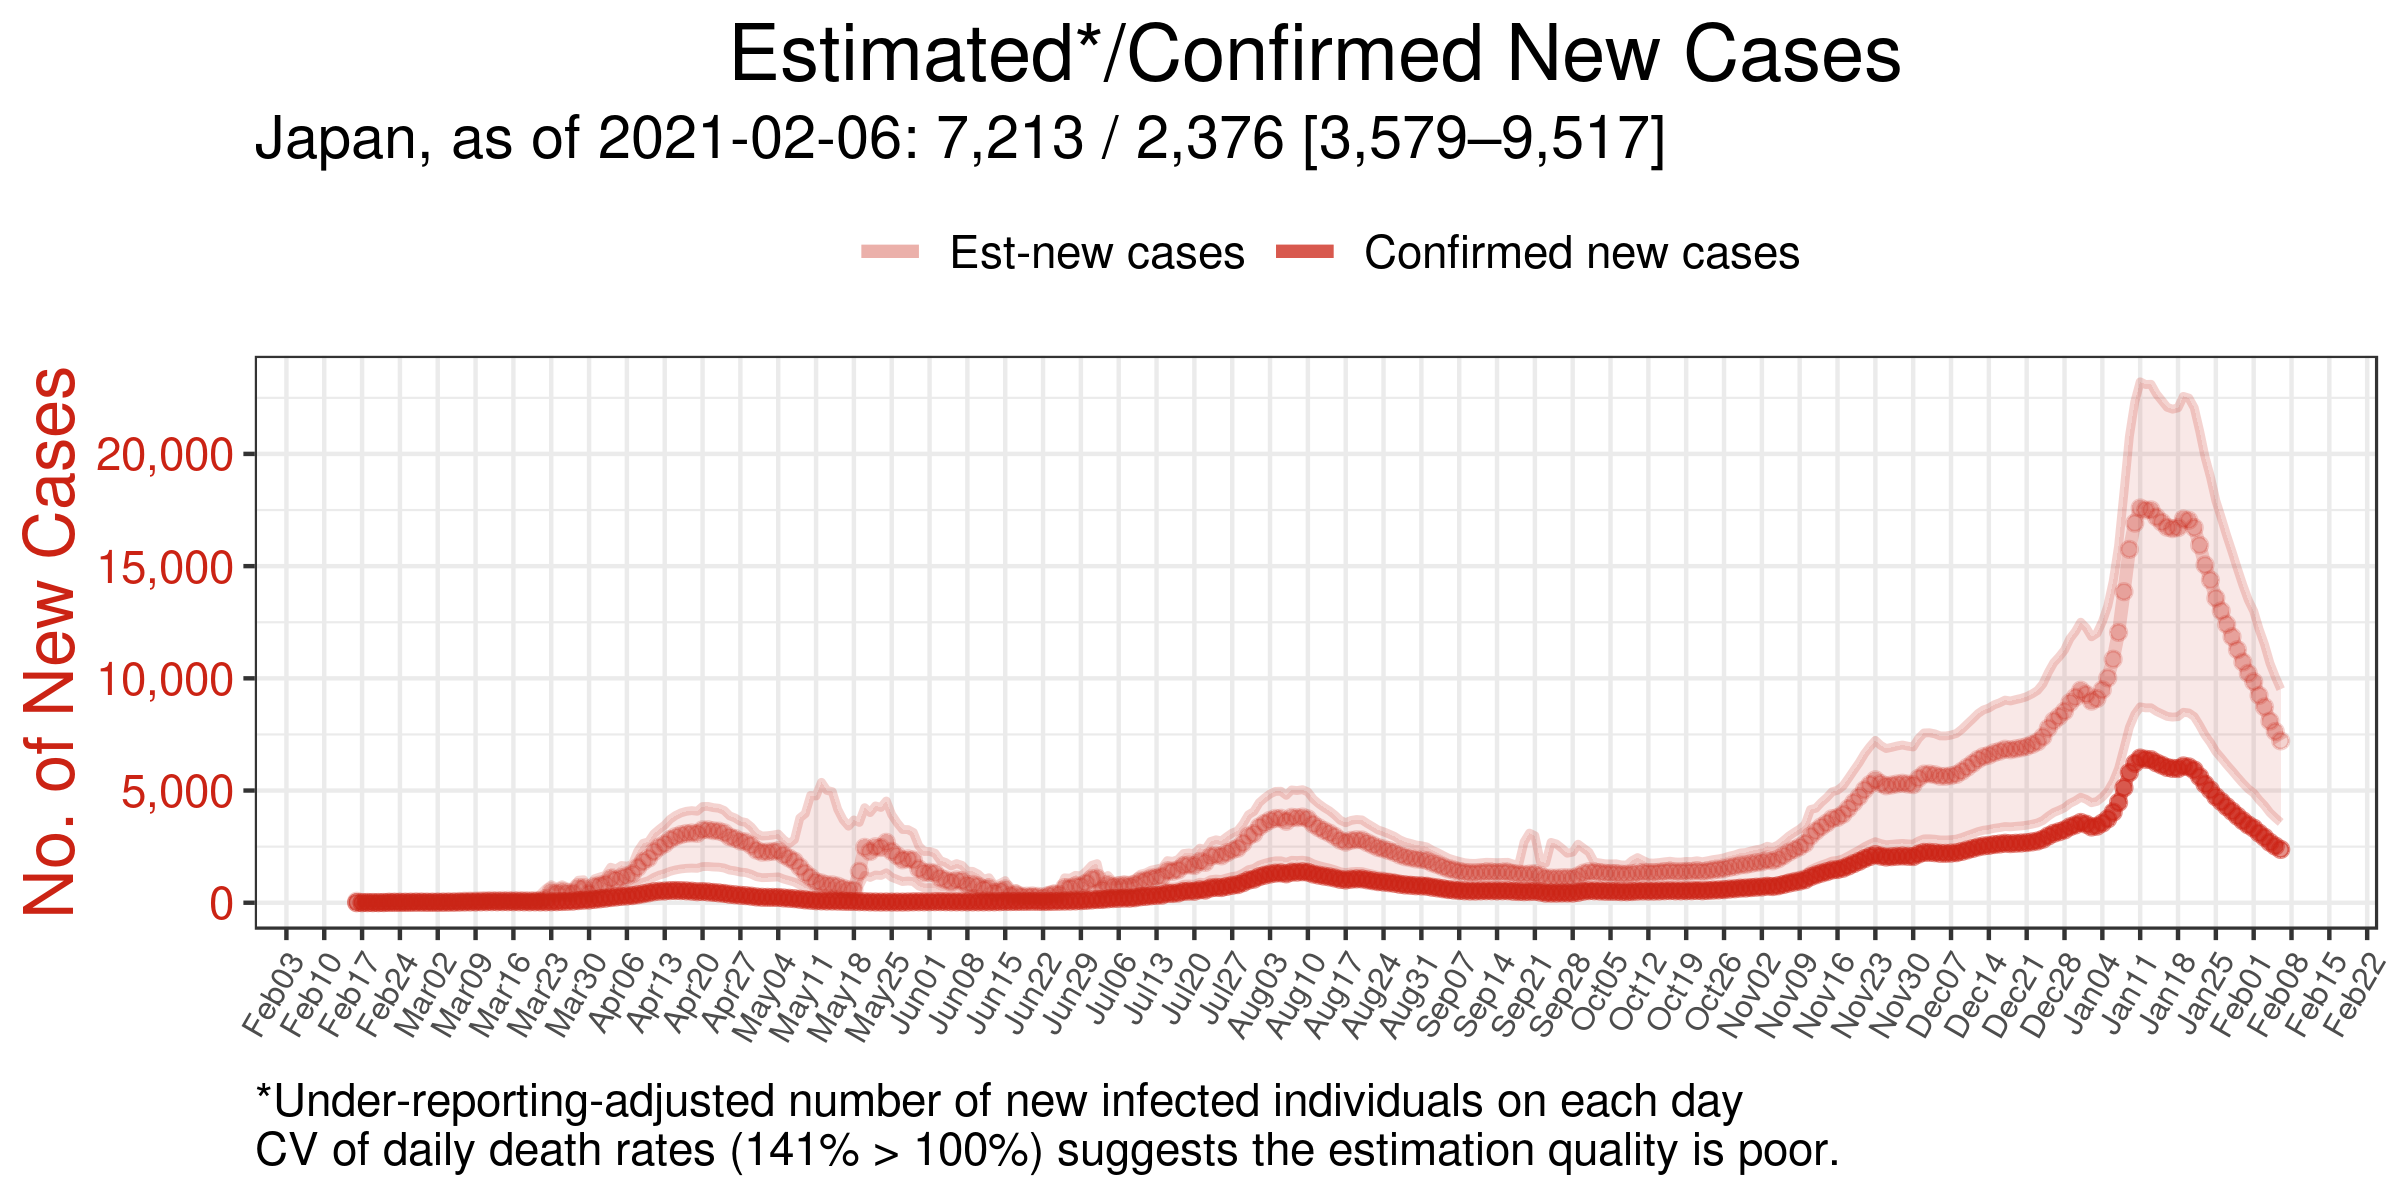 Estimated*/Confirmed New Cases
Japan, as of 2021-02-06: 7,213 / 2,376 [3,579–9,517]
Est-new cases
Confirmed new cases
No. of New Cases
20,000
15,000
10,000
5,000
0
Feb03
Feb10
Feb17
Feb24
Mar02
Mar09
Mar16
Mar23
Mar30
Apr06
Apr13
Apr20
Apr27
May04
May11
May18
May25
Jun01
Jun08
Jun15
Jun22
Jun29
Jul06
Jul13
Jul20
Jul27
Aug03
Aug10
Aug17
Aug24
Aug31
Sep07
Sep14
Sep21
Sep28
Oct05
Oct12
Oct19
Oct26
Nov02
Nov09
Nov16
Nov23
Nov30
Dec07
Dec14
Dec21
Dec28
Jan04
Jan11
Jan18
Jan25
Feb01
Feb08
Feb15
Feb22
*Under-reporting-adjusted number of new infected individuals on each day
CV of daily death rates (141% > 100%) suggests the estimation quality is poor.